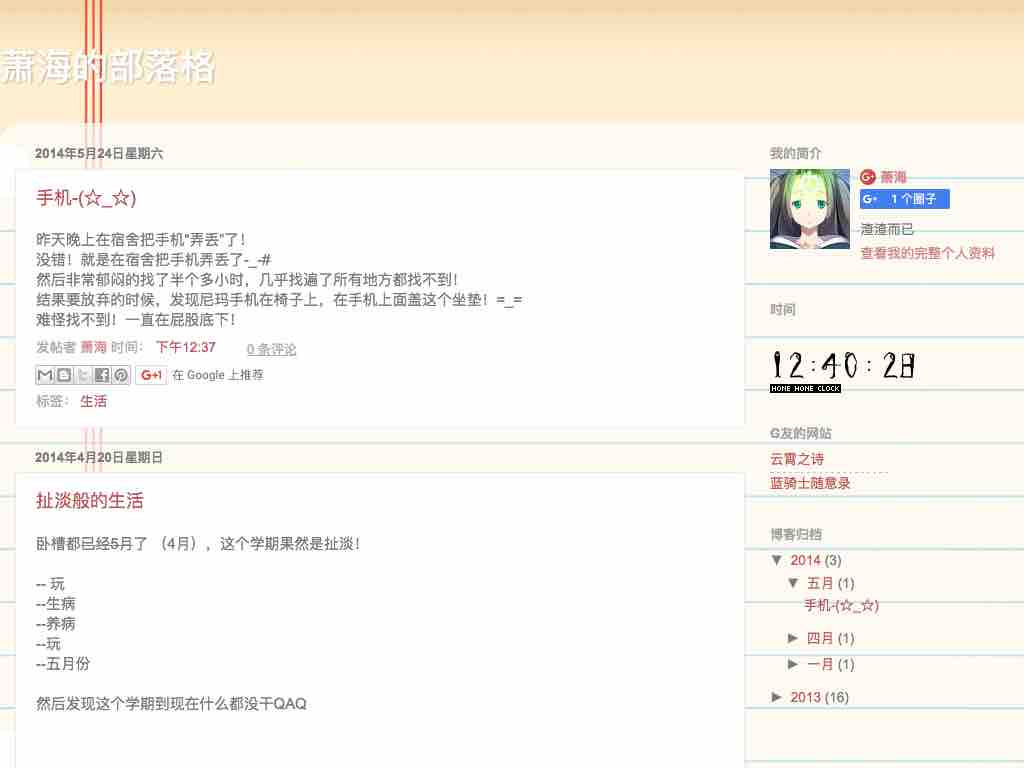 萧海的部落格
2014年5月24日星期六
手机-(☆_☆)
昨天晚上在宿舍把手机"弄丢"了！
没错！就是在宿舍把手机弄丢了-_-#
然后非常郁闷的找了半个多小时，几乎找遍了所有地方都找不到！
结果要放弃的时候，发现尼玛手机在椅子上，在手机上面盖这个坐垫！=_=
难怪找不到！一直在屁股底下！
发帖者 萧海 时间： 下午12:37 0 条评论
G+1 在 Google 上推荐
标签： 生活
2014年4月20日星期日
扯淡般的生活
卧槽都已经5月了 （4月），这个学期果然是扯淡！
-- 玩
--生病
--养病
--玩
--五月份
然后发现这个学期到现在什么都没干QAQ
我的简介
G+ 萧海
G+ 1 个圈子
渣渣而已
查看我的完整个人资料
时间
12:40:28
HONE HONE CLOCK
G友的网站
云霄之诗
蓝骑士随意录
博客归档
▼ 2014 (3)
▼ 五月 (1)
手机-(☆_☆)
► 四月 (1)
► 一月 (1)
► 2013 (16)